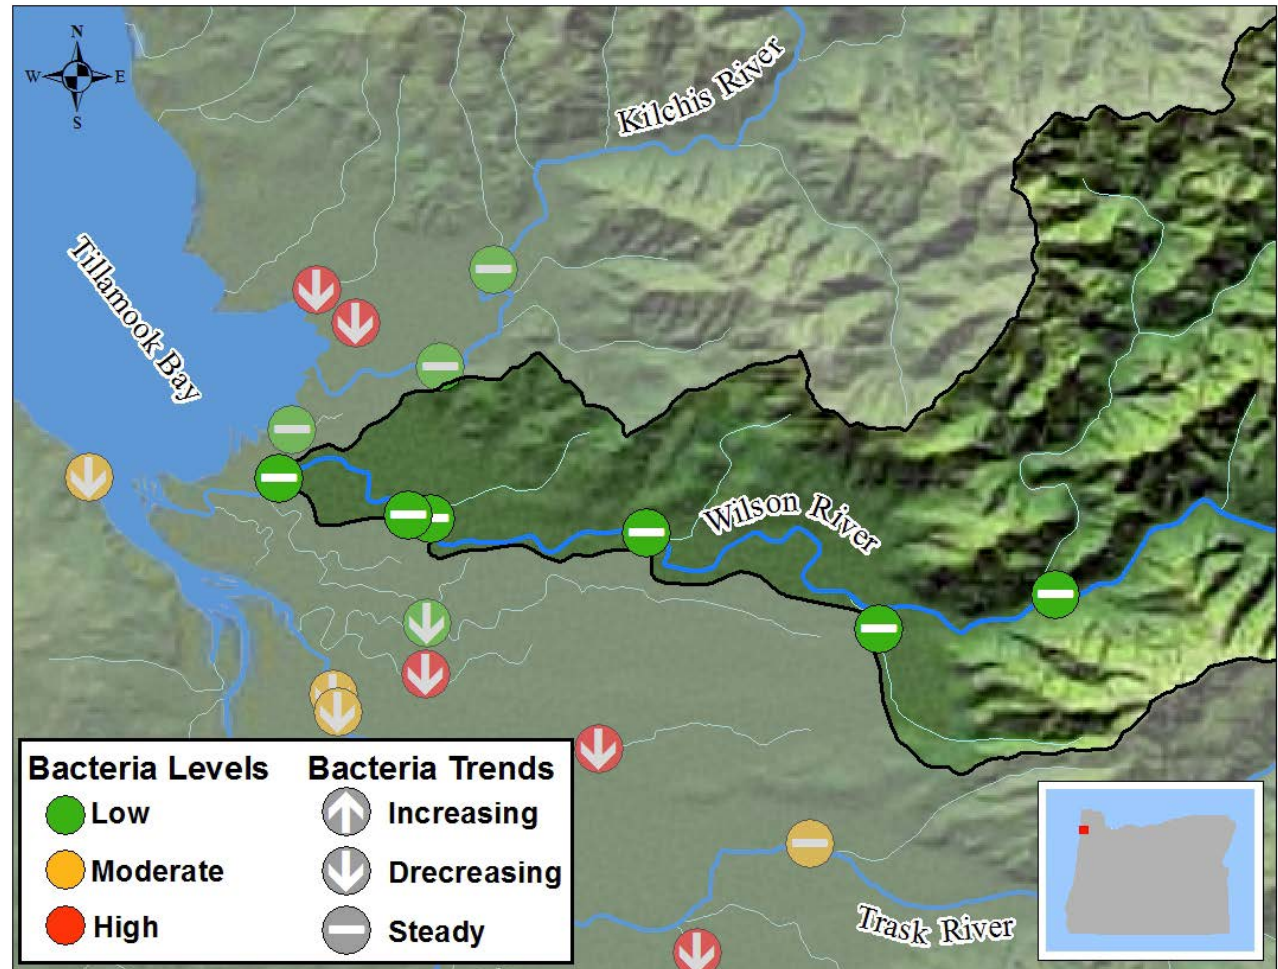 N
W E
S
Kilchis River
Tillamook Bay
Wilson River
Trask River
Bacteria Levels
Low
Moderate
High
Bacteria Trends
Increasing
Drecreasing
Steady